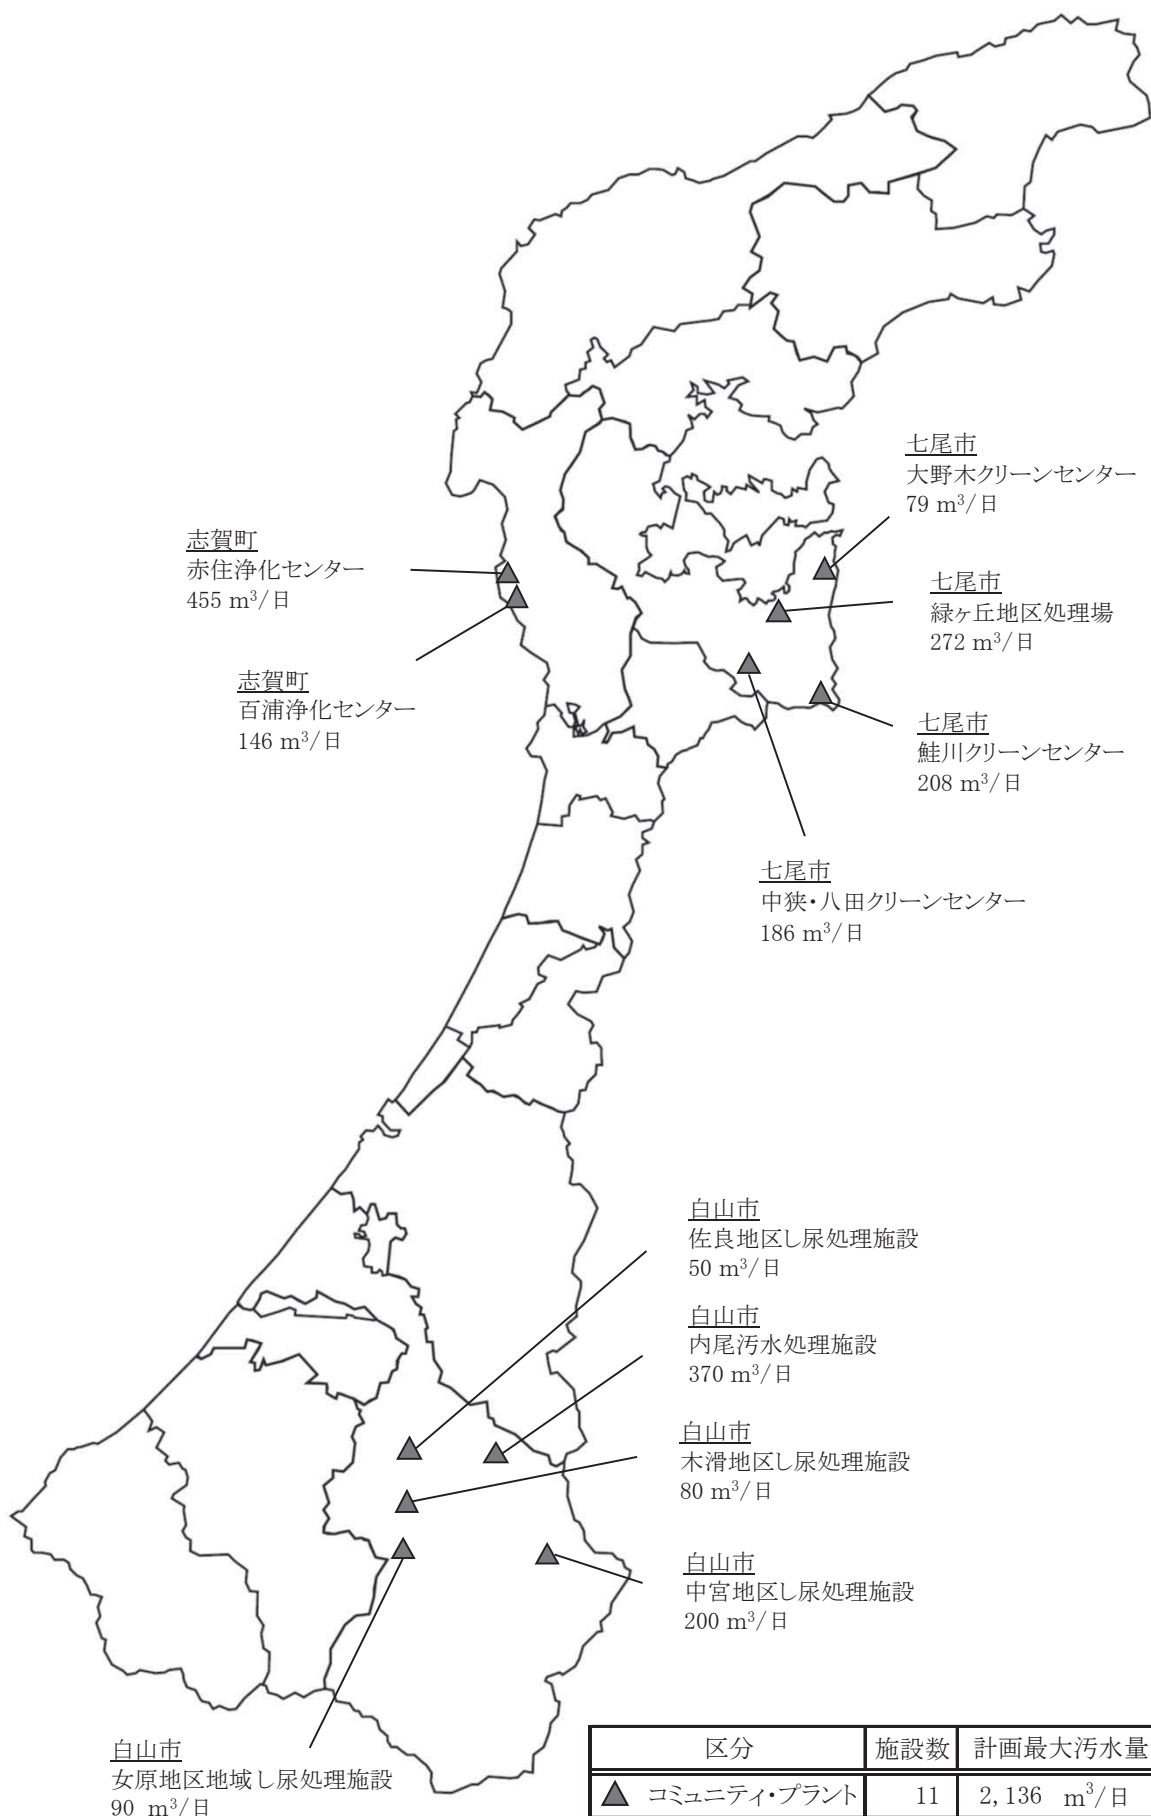 七尾市
大野木クリーンセンター
79 m³/日
志賀町
赤住浄化センター
455 m³/日
七尾市
緑ヶ丘地区処理場
272 m³/日
志賀町
百浦浄化センター
146 m³/日
七尾市
鮭川クリーンセンター
208 m³/日
七尾市
中狭・八田クリーンセンター
186 m³/日
白山市
佐良地区し尿処理施設
50 m³/日
白山市
内尾汚水処理施設
370 m³/日
白山市
木滑地区し尿処理施設
80 m³/日
白山市
中宮地区し尿処理施設
200 m³/日
白山市
女原地区地域し尿処理施設
90 m³/日
区分 施設数 計画最大汚水量
▲ コミュニティ・プラント 11 2,136 m³/日